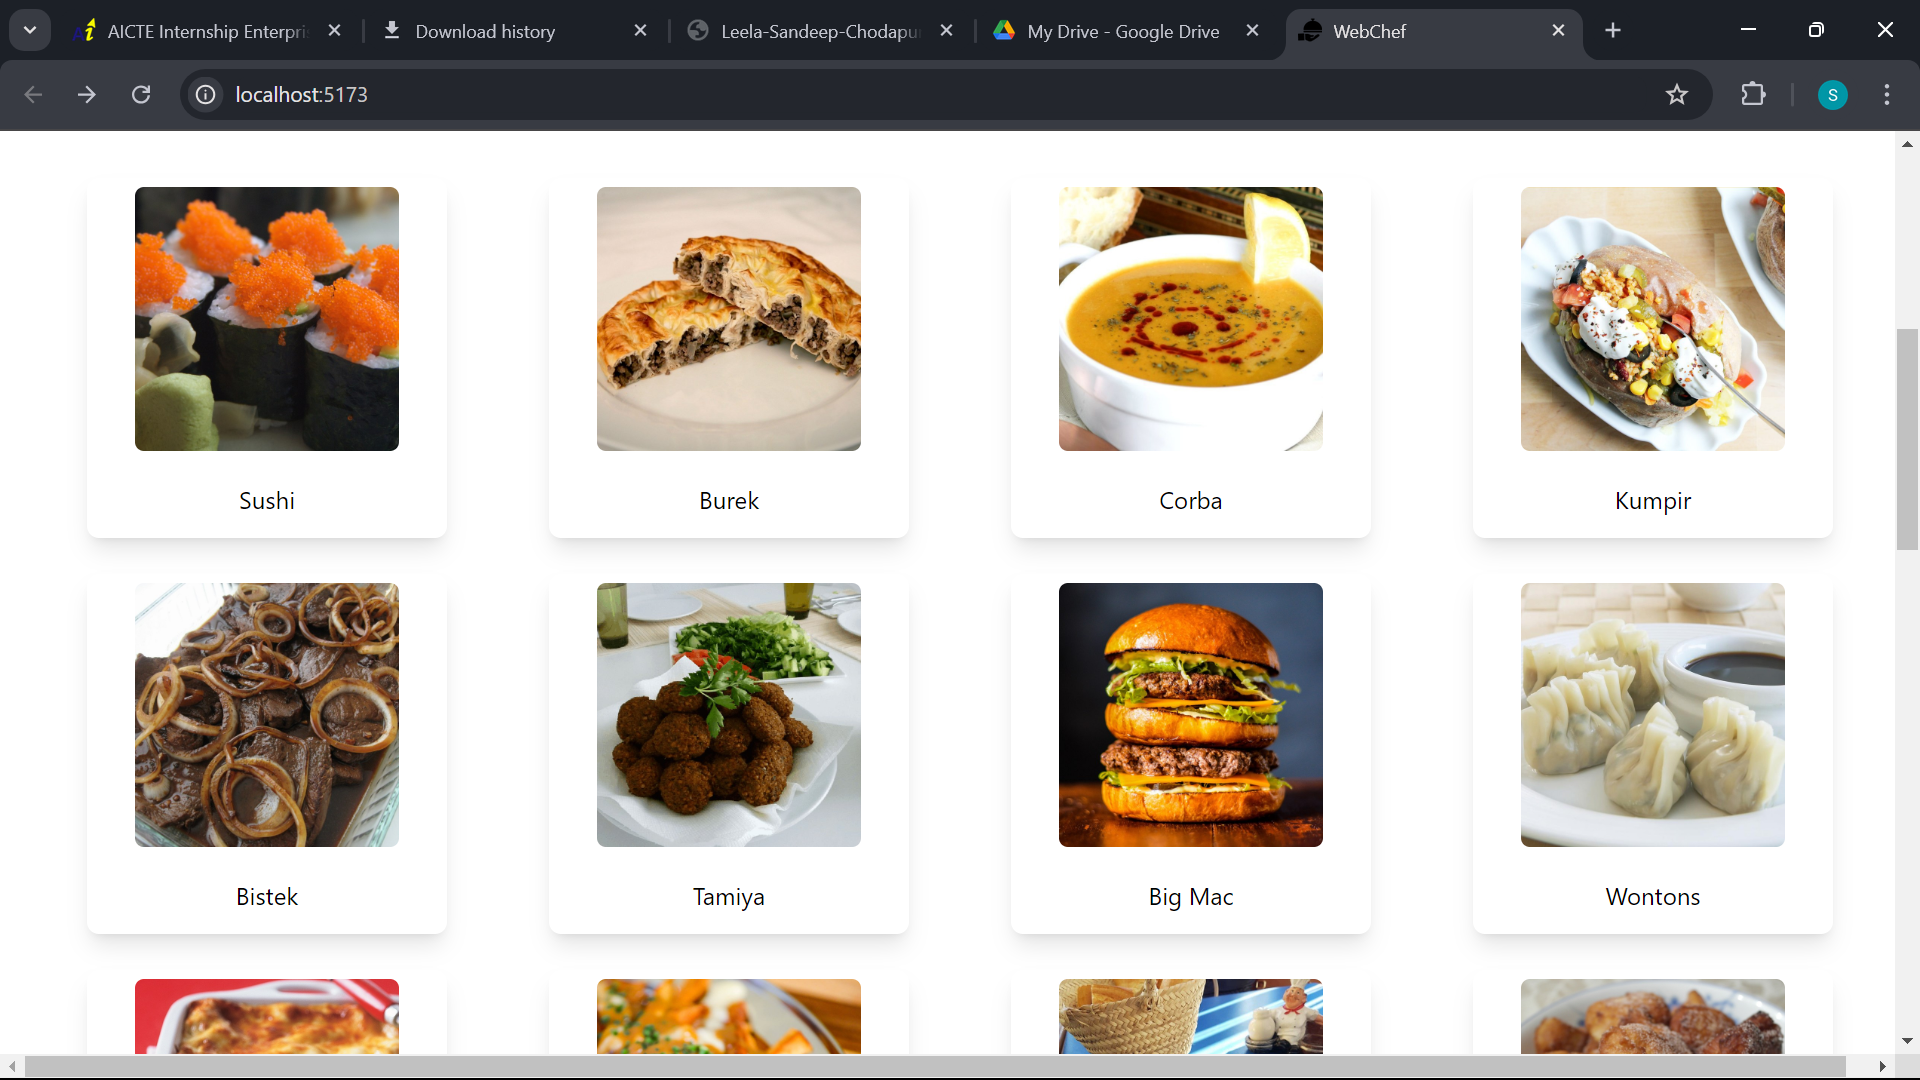 AICTE Internship Enterpri
Download history
Leela-Sandeep-Chodapu
My Drive - Google Drive
WebChef
localhost:5173
S
Sushi
Burek
Corba
Kumpir
Bistek
Tamiya
Big Mac
Wontons